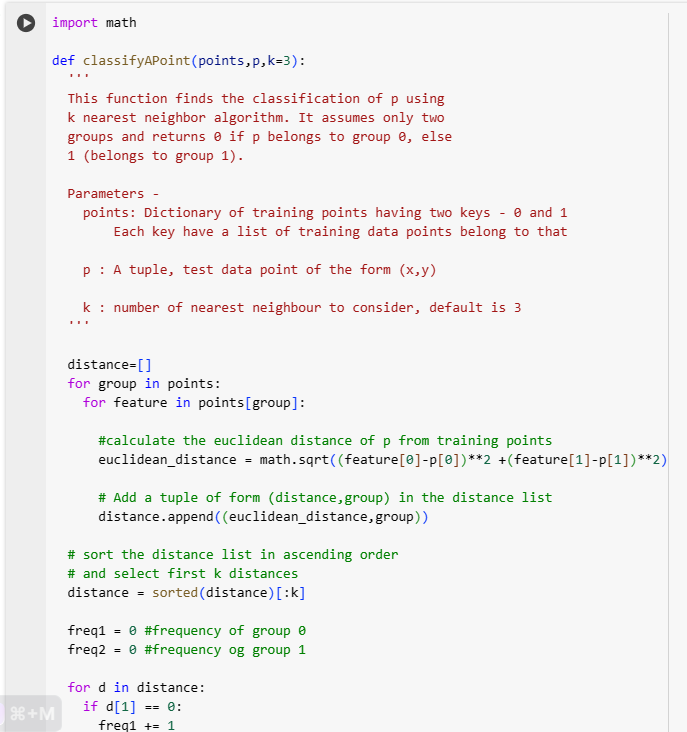 import math
def classifyAPoint(points,p,k=3):
'''
This function finds the classification of p using
k nearest neighbor algorithm. It assumes only two
groups and returns 0 if p belongs to group 0, else
1 (belongs to group 1).
Parameters -
points: Dictionary of training points having two keys - 0 and 1
Each key have a list of training data points belong to that
p : A tuple, test data point of the form (x,y)
k : number of nearest neighbour to consider, default is 3
'''
distance=[]
for group in points:
for feature in points[group]:
#calculate the euclidean distance of p from training points
euclidean_distance = math.sqrt((feature[0]-p[0])**2 +(feature[1]-p[1])**2)
# Add a tuple of form (distance,group) in the distance list
distance.append((euclidean_distance,group))
# sort the distance list in ascending order
# and select first k distances
distance = sorted(distance)[:k]
freq1 = 0 #frequency of group 0
freq2 = 0 #frequency og group 1
for d in distance:
if d[1] == 0:
⌘+M
freq1 += 1